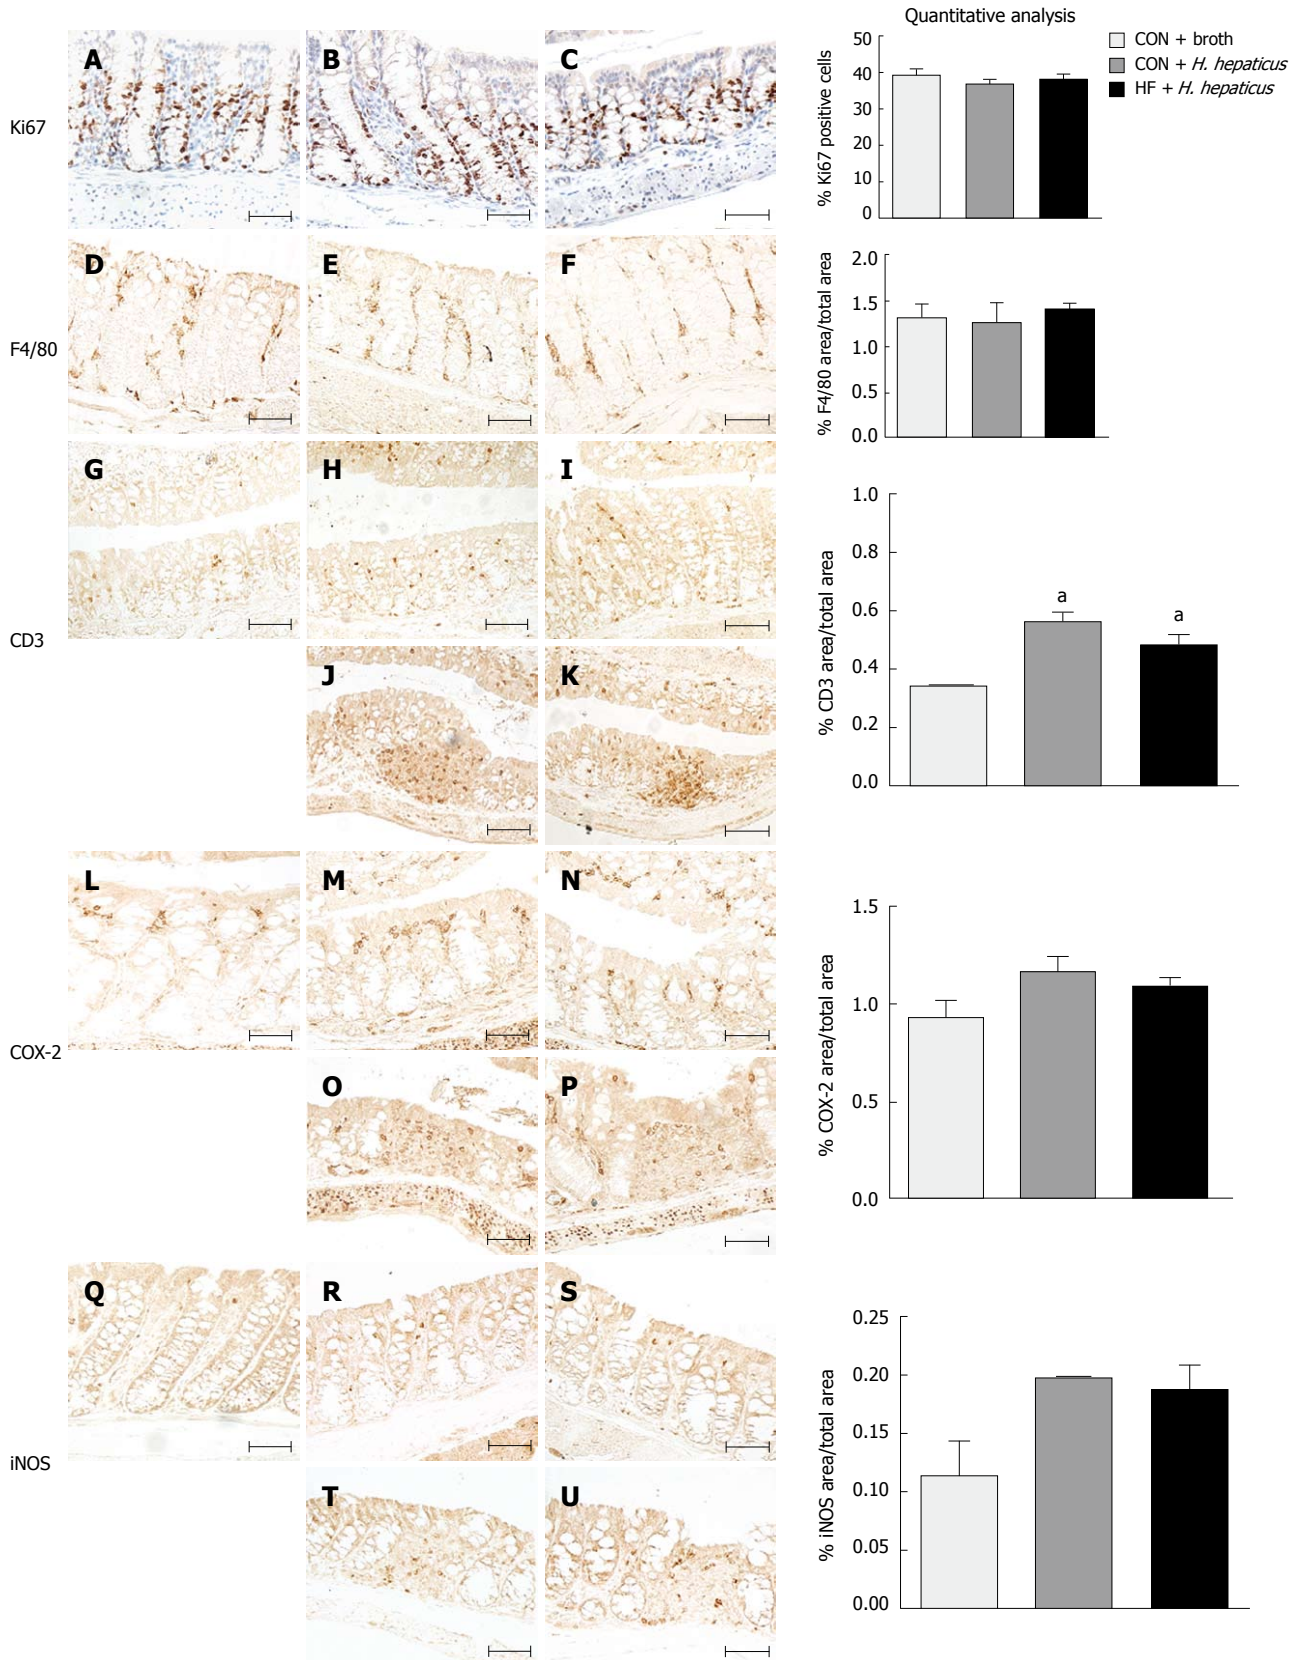 Quantitative analysis
CON + broth
CON + H. hepaticus
HF + H. hepaticus
Ki67
A
B
C
% Ki67 positive cells
50
40
30
20
10
0
F4/80
D
E
F
% F4/80 area/total area
2.0
1.5
1.0
0.5
0.0
CD3
G
H
I
J
K
% CD3 area/total area
1.0
0.8
0.6
0.4
0.2
0.0
a
a
COX-2
L
M
N
O
P
% COX-2 area/total area
1.5
1.0
0.5
0.0
iNOS
Q
R
S
T
U
% iNOS area/total area
0.25
0.20
0.15
0.10
0.05
0.00